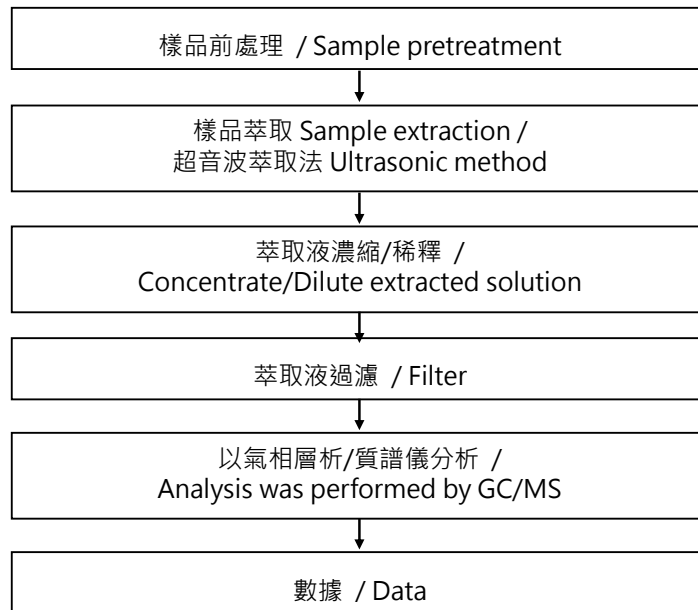 樣品前處理 / Sample pretreatment
樣品萃取 Sample extraction /
超音波萃取法 Ultrasonic method
萃取液濃縮/稀釋 /
Concentrate/Dilute extracted solution
萃取液過濾 / Filter
以氣相層析/質譜儀分析 /
Analysis was performed by GC/MS
數據 / Data